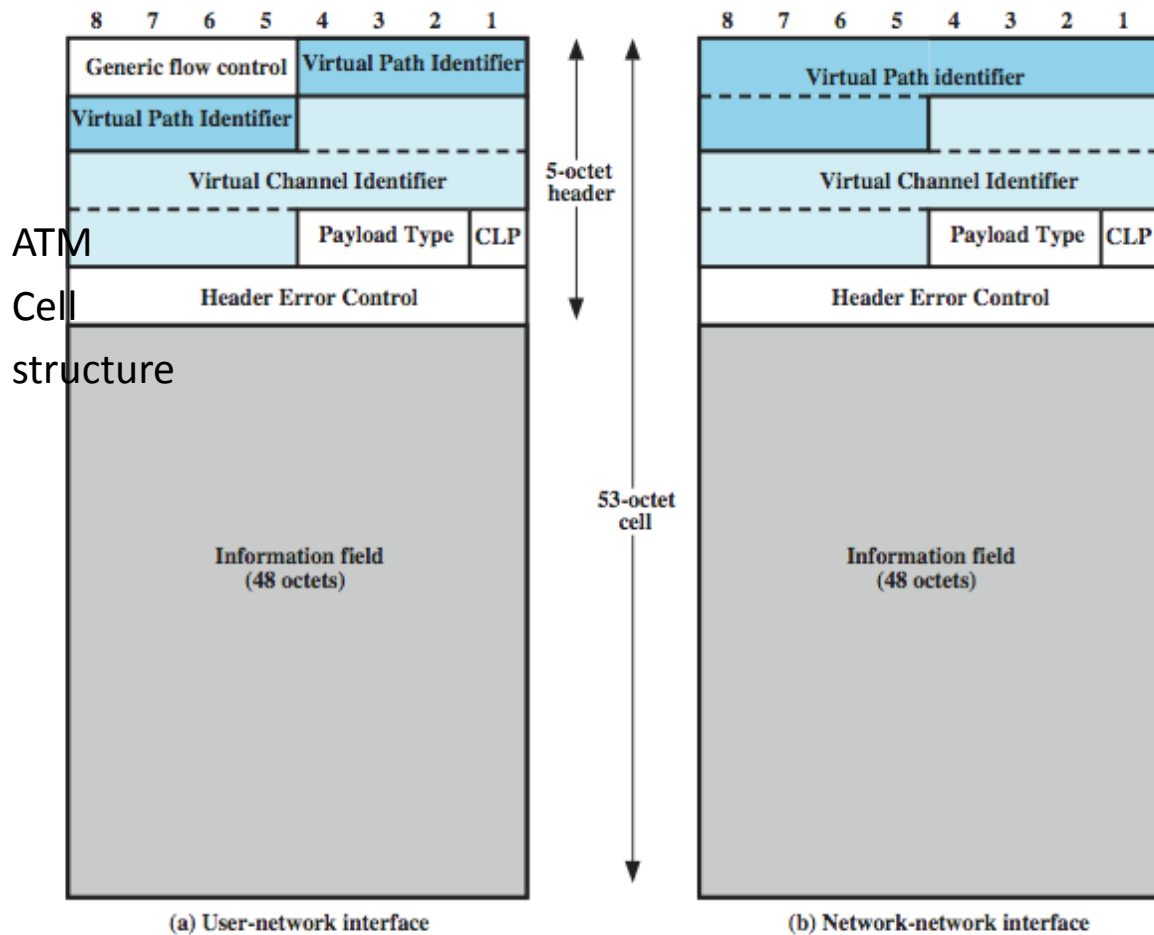 8 7 6 5 4 3 2 1
Generic flow control
Virtual Path Identifier
Virtual Path Identifier
Virtual Channel Identifier
Payload Type
CLP
Header Error Control
Information field
(48 octets)
(a) User-network interface
ATM
Cell
structure
5-octet
header
53-octet
cell
8 7 6 5 4 3 2 1
Virtual Path identifier
Virtual Channel Identifier
Payload Type
CLP
Header Error Control
Information field
(48 octets)
(b) Network-network interface